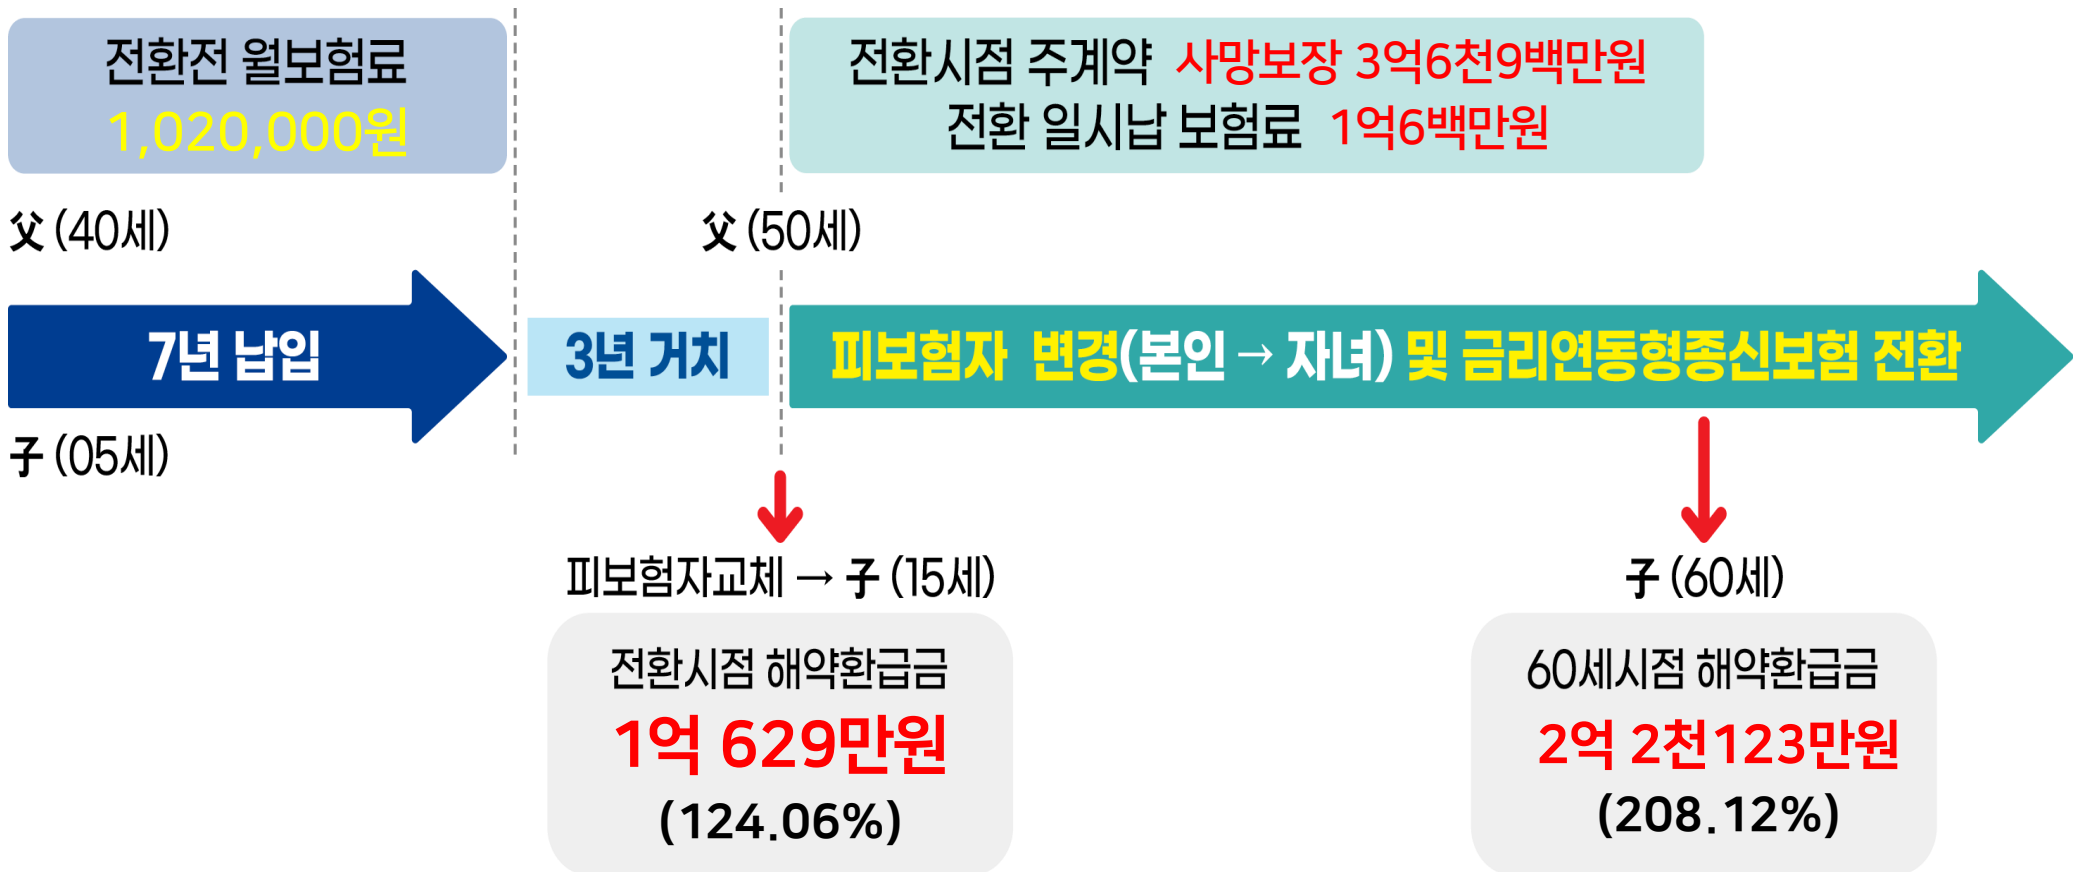 전환전 월보험료
1,020,000원
전환시점 주계약 사망보장 3억6천9백만원
전환 일시납 보험료 1억6백만원
父 (40세)
父 (50세)
7년 납입
3년 거치
피보험자 변경(본인 → 자녀) 및 금리연동형종신보험 전환
子 (05세)
피보험자교체 → 子 (15세)
전환시점 해약환급금
1억 629만원
(124.06%)
子 (60세)
60세시점 해약환급금
2억 2천123만원
(208.12%)